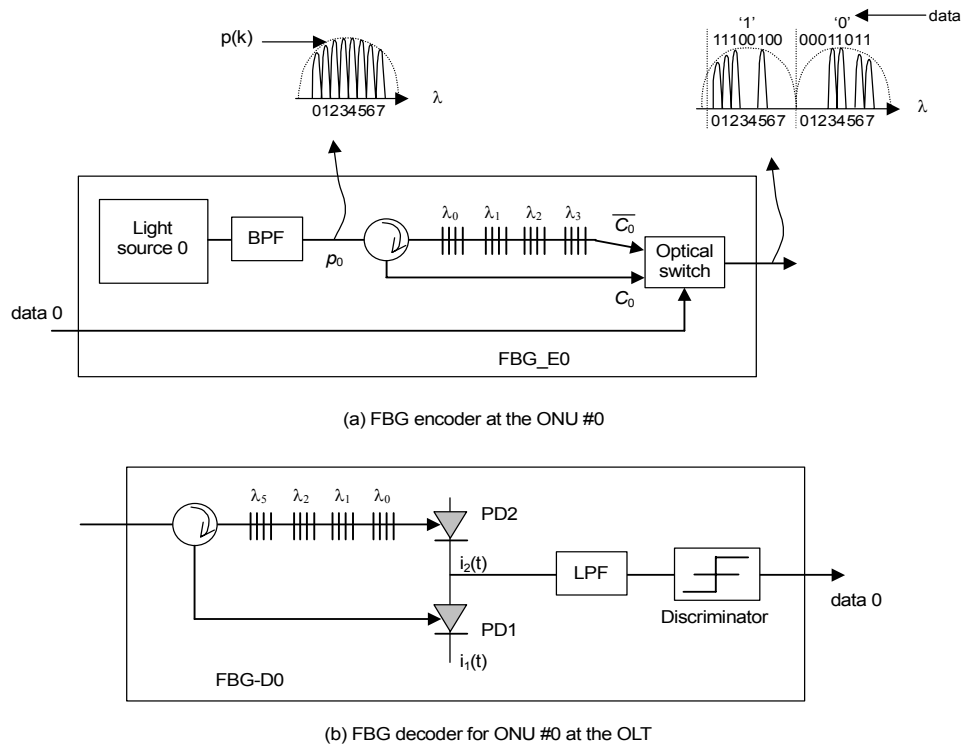 p(k)
λ
01234567
'1' '0' data
11100100 00011011
01234567 01234567 λ
Light source 0
BPF
p₀
λ₀ λ₁ λ₂ λ₃
C̅₀
C₀
Optical switch
data 0
FBG_E0
(a) FBG encoder at the ONU #0
λ₅ λ₂ λ₁ λ₀
PD2
i₂(t)
LPF
Discriminator
data 0
PD1
i₁(t)
FBG-D0
(b) FBG decoder for ONU #0 at the OLT